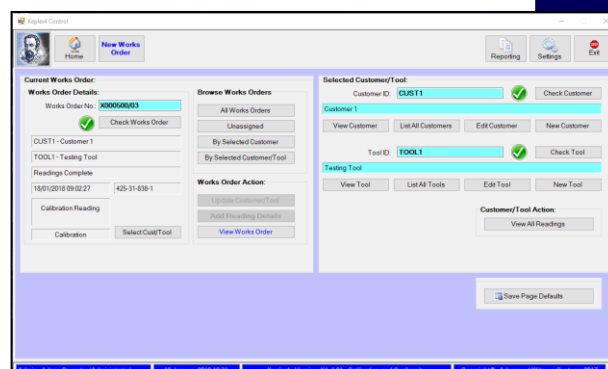 Kepler4 Control
Home
New Works
Order
Reporting
Settings
Exit
Current Works Order:
Works Order Details:
Works Order No.: X000500/03
Check Works Order
CUST1 - Customer 1
TOOL1 - Testing Tool
Readings Complete
18/01/2018 09:02:27
425-31-838-1
Calibration Reading
Calibration
Select Cust/Tool
Browse Works Orders
All Works Orders
Unassigned
By Selected Customer
By Selected Customer/Tool
Works Order Action:
Update Customer/Tool
Add Reading Details
View Works Order
Selected Customer/Tool:
Customer ID: CUST1
Check Customer
Customer 1
View Customer
List All Customers
Edit Customer
New Customer
Tool ID: TOOL1
Check Tool
Testing Tool
View Tool
List All Tools
Edit Tool
New Tool
Customer/Tool
Action:
View All Readings
Save Page Defaults